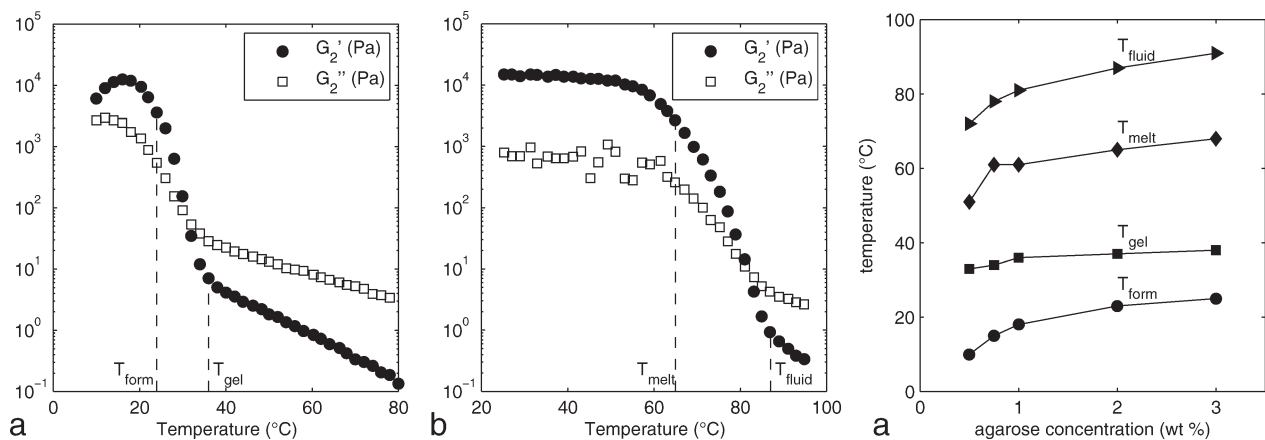 10^5
10^4
10^3
10^2
10^1
10^0
10^-1
G2' (Pa)
G2'' (Pa)
Tform
Tgel
0 20 40 60 80
Temperature (°C)
a
10^5
10^4
10^3
10^2
10^1
10^0
10^-1
G2' (Pa)
G2'' (Pa)
Tmelt
Tfluid
20 40 60 80 100
Temperature (°C)
b
100
80
60
40
20
0
temperature (°C)
Tfluid
Tmelt
Tgel
Tform
0 1 2 3
agarose concentration (wt %)
a